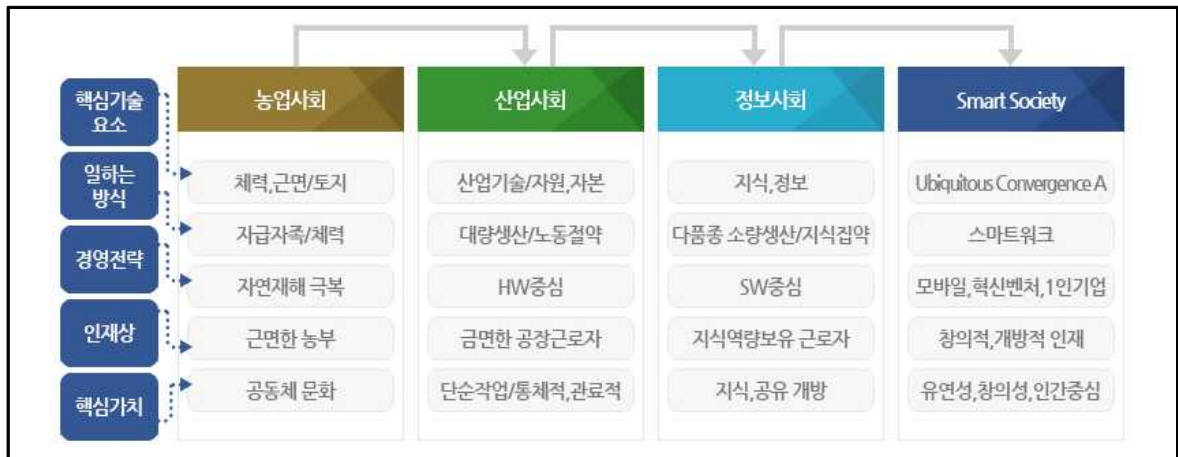 농업사회
산업사회
정보사회
Smart Society
핵심기술
요소
체력,근면/토지
산업기술/자원,자본
지식,정보
Ubiquitous Convergence A
일하는
방식
자급자족/체력
대량생산/노동절약
다품종 소량생산/지식집약
스마트워크
경영전략
자연재해 극복
HW중심
SW중심
모바일,혁신벤처,1인기업
인재상
근면한 농부
금면한 공장근로자
지식역량보유 근로자
창의적,개방적 인재
핵심가치
공동체 문화
단순작업/통체적,관료적
지식,공유 개방
유연성,창의성,인간중심